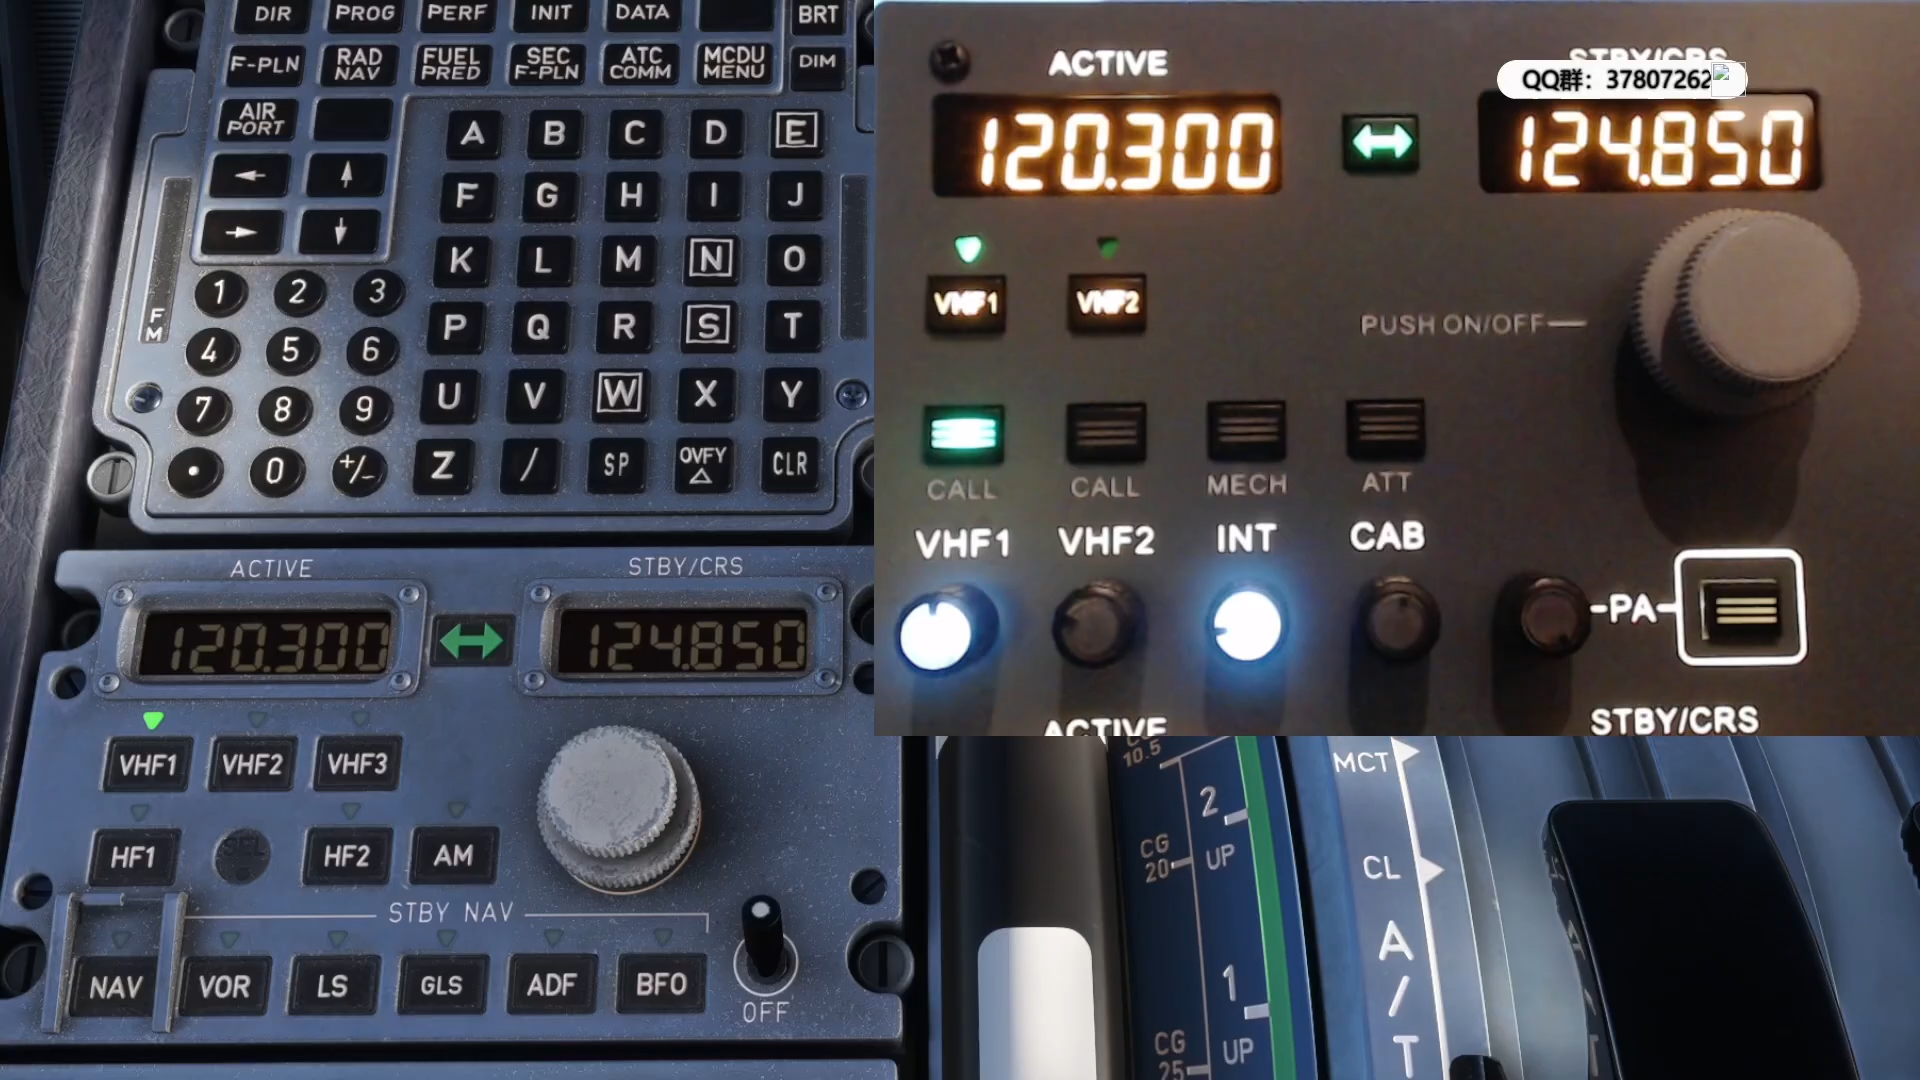 DIR PROG PERF INIT DATA BRT
F-PLN RAD NAV FUEL PRED SEC F-PLN ATC COMM MCDU MENU DIM
AIR PORT
A B C D E
F G H I J
K L M N O
P Q R S T
U V W X Y
Z / SP OVFY CLR
1 2 3
4 5 6
7 8 9
. 0 +/-
FM
ACTIVE STBY/CRS
120.300 124.850
VHF1 VHF2 VHF3
HF1 SEL HF2 AM
STBY NAV
NAV VOR LS GLS ADF BFO
OFF
ACTIVE STBY/CRS
QQ群：37807262
120.300 124.850
VHF1 VHF2
PUSH ON/OFF
CALL CALL MECH ATT
VHF1 VHF2 INT CAB
PA
ACTIVE STBY/CRS
10.5
2
CG 20 UP
1
CG 25 UP
MCT
CL
A/T